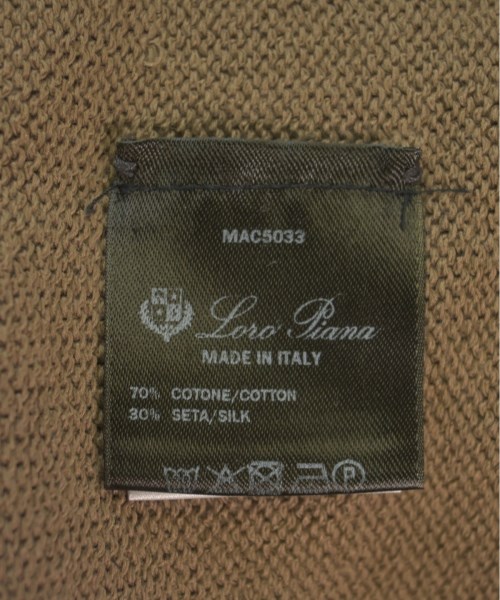 MAC5033
Loro Piana
MADE IN ITALY
70% COTONE/COTTON
30% SETA/SILK
P